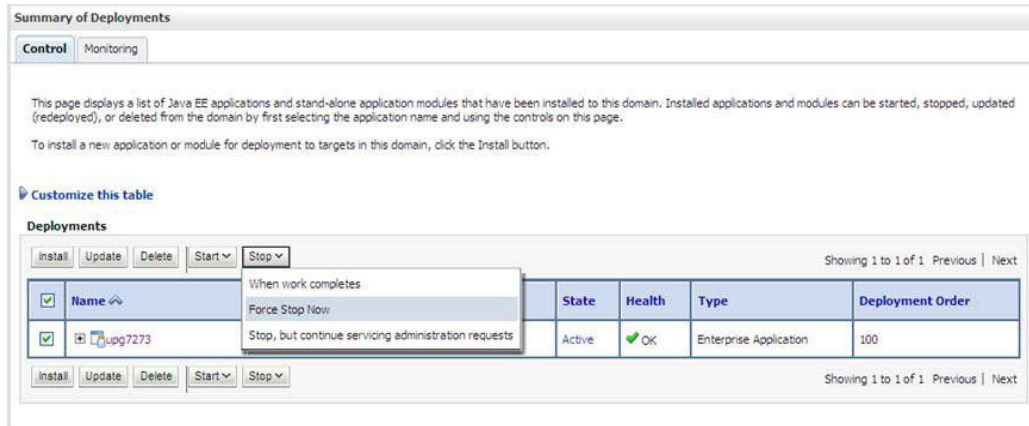 Summary of Deployments
Control Monitoring
This page displays a list of Java EE applications and stand-alone application modules that have been installed to this domain. Installed applications and modules can be started, stopped, updated
(redeployed), or deleted from the domain by first selecting the application name and using the controls on this page.
To install a new application or module for deployment to targets in this domain, click the Install button.
Customize this table
Deployments
Install Update Delete Start Stop Showing 1 to 1 of 1 Previous | Next
When work completes
Name Force Stop Now State Health Type Deployment Order
upg7273 Stop, but continue servicing administration requests Active OK Enterprise Application 100
Install Update Delete Start Stop Showing 1 to 1 of 1 Previous | Next